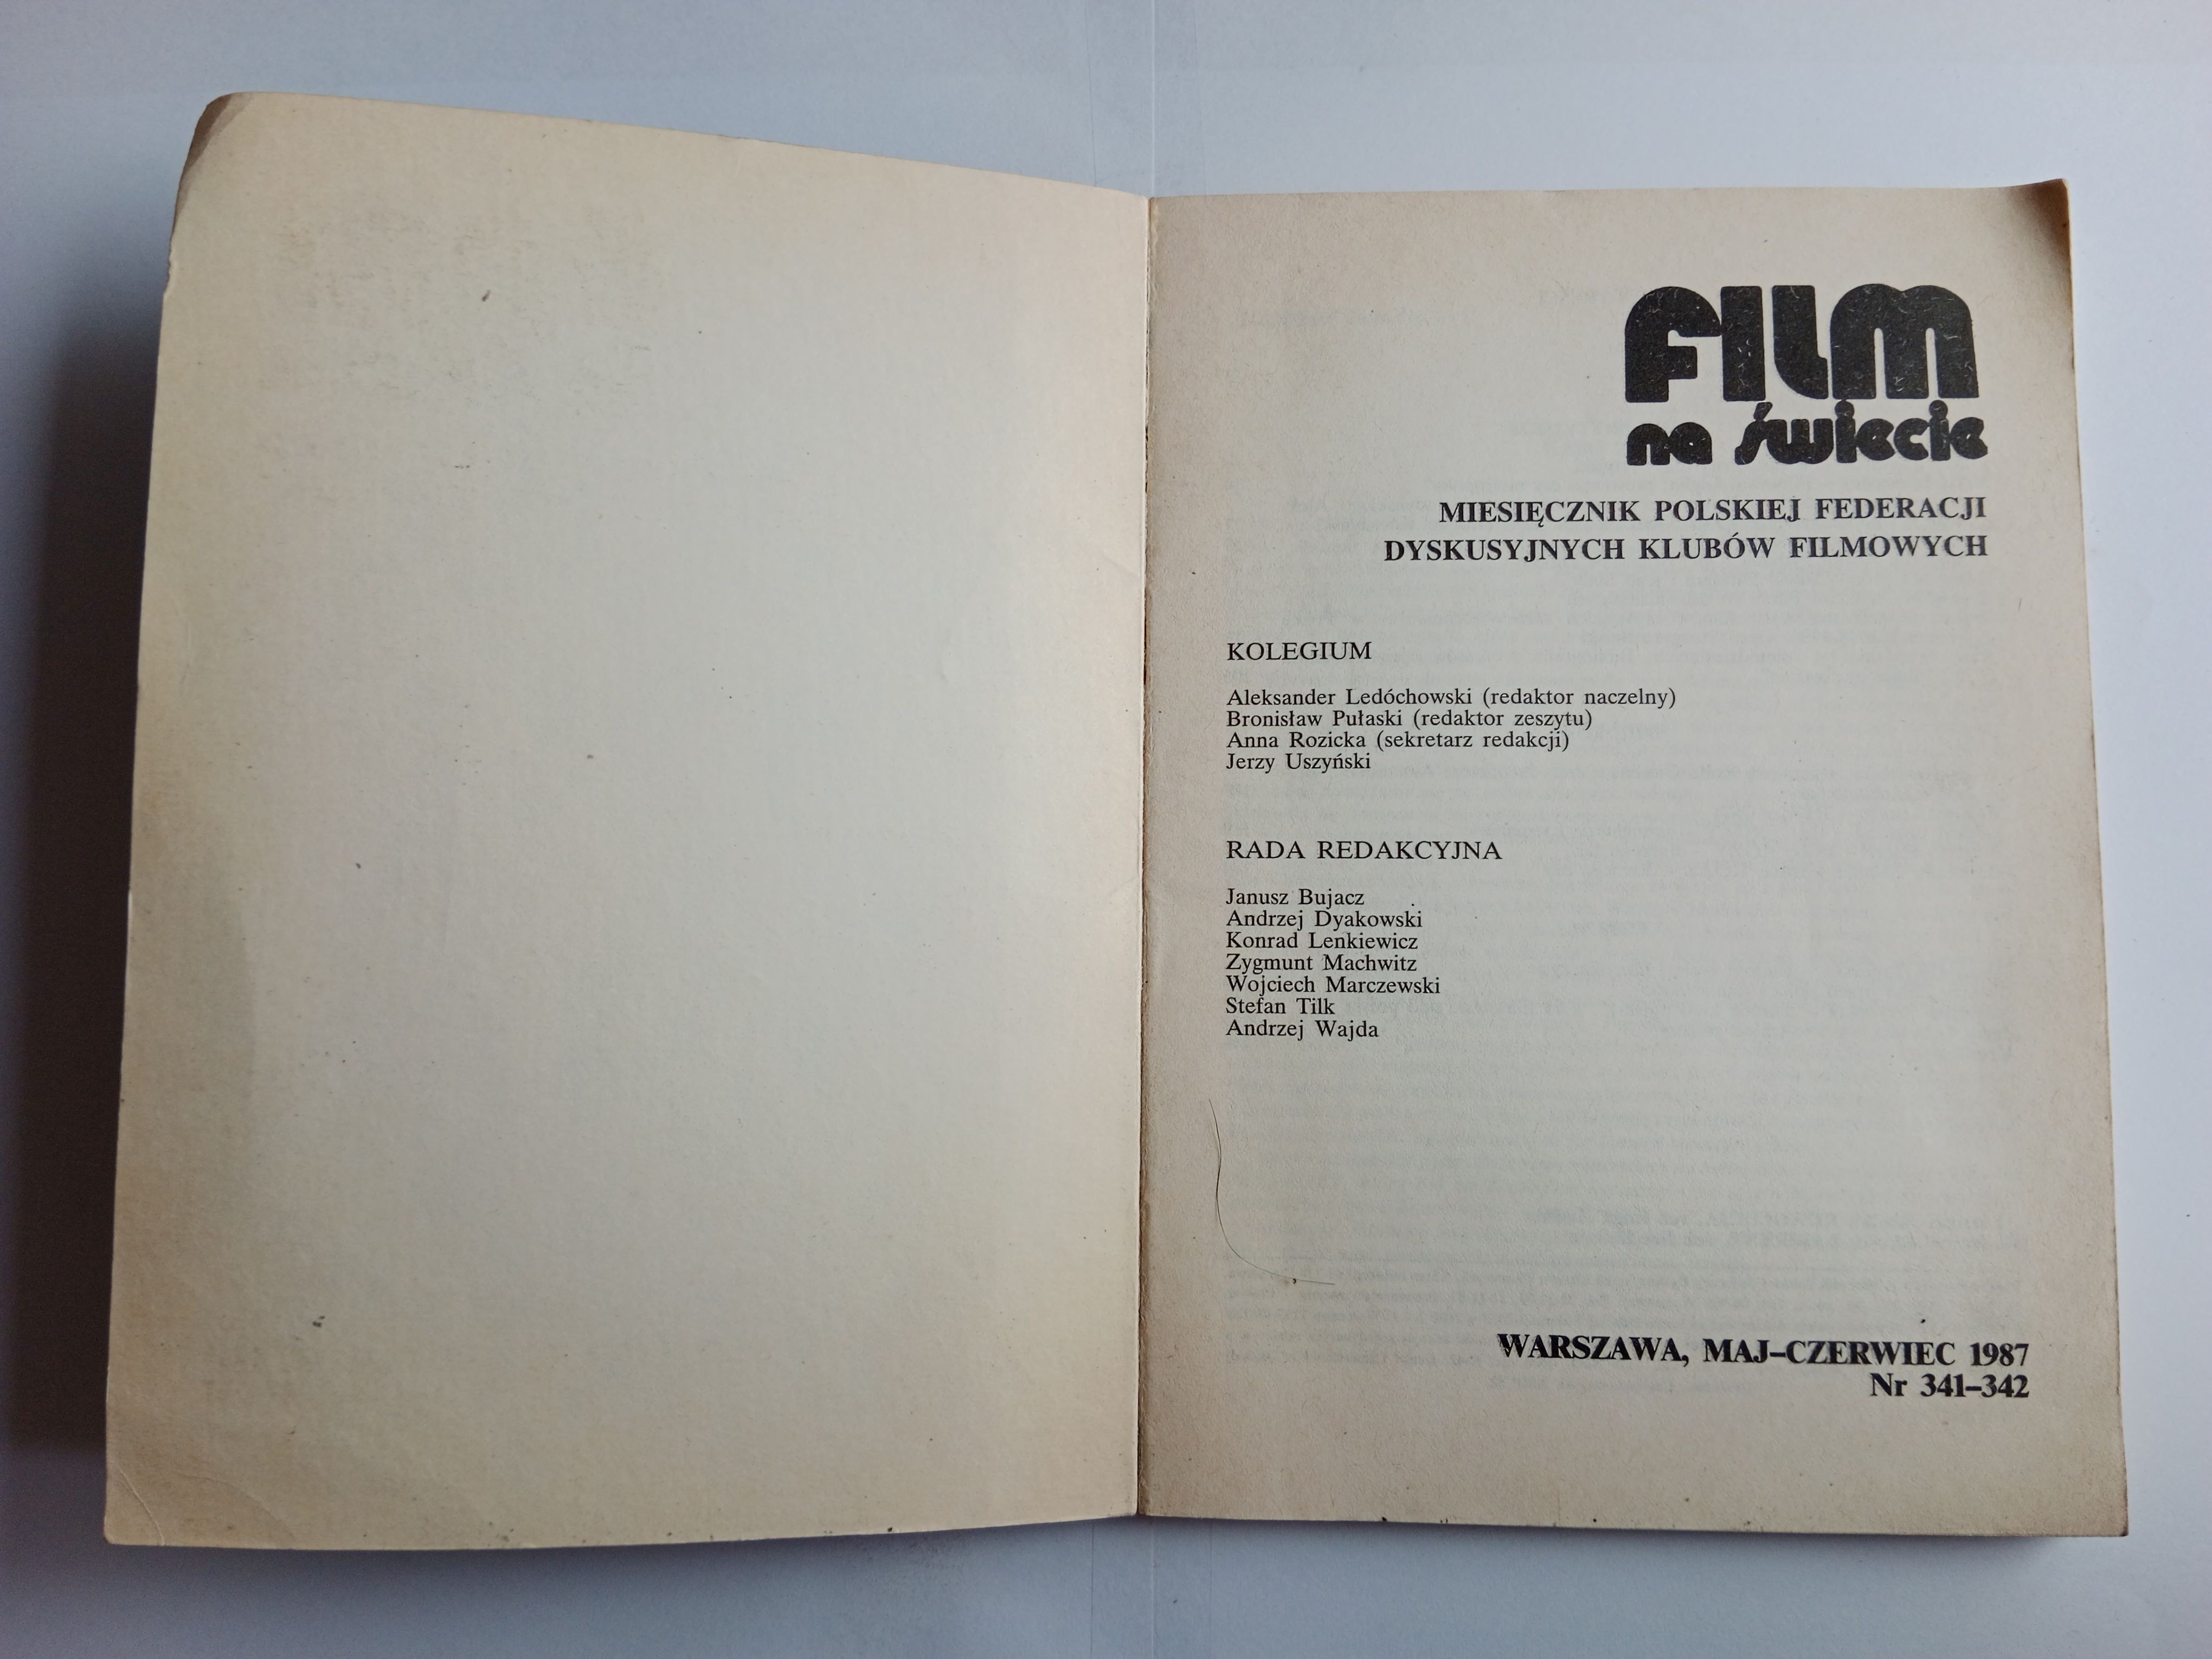 FILM
na świecie
MIESIĘCZNIK POLSKIEJ FEDERACJI
DYSKUSYJNYCH KLUBÓW FILMOWYCH
KOLEGIUM
Aleksander Ledóchowski (redaktor naczelny)
Bronisław Pułaski (redaktor zeszytu)
Anna Rozicka (sekretarz redakcji)
Jerzy Uszyński
RADA REDAKCYJNA
Janusz Bujacz
Andrzej Dyakowski
Konrad Lenkiewicz
Zygmunt Machwitz
Wojciech Marczewski
Stefan Tilk
Andrzej Wajda
WARSZAWA, MAJ–CZERWIEC 1987
Nr 341–342